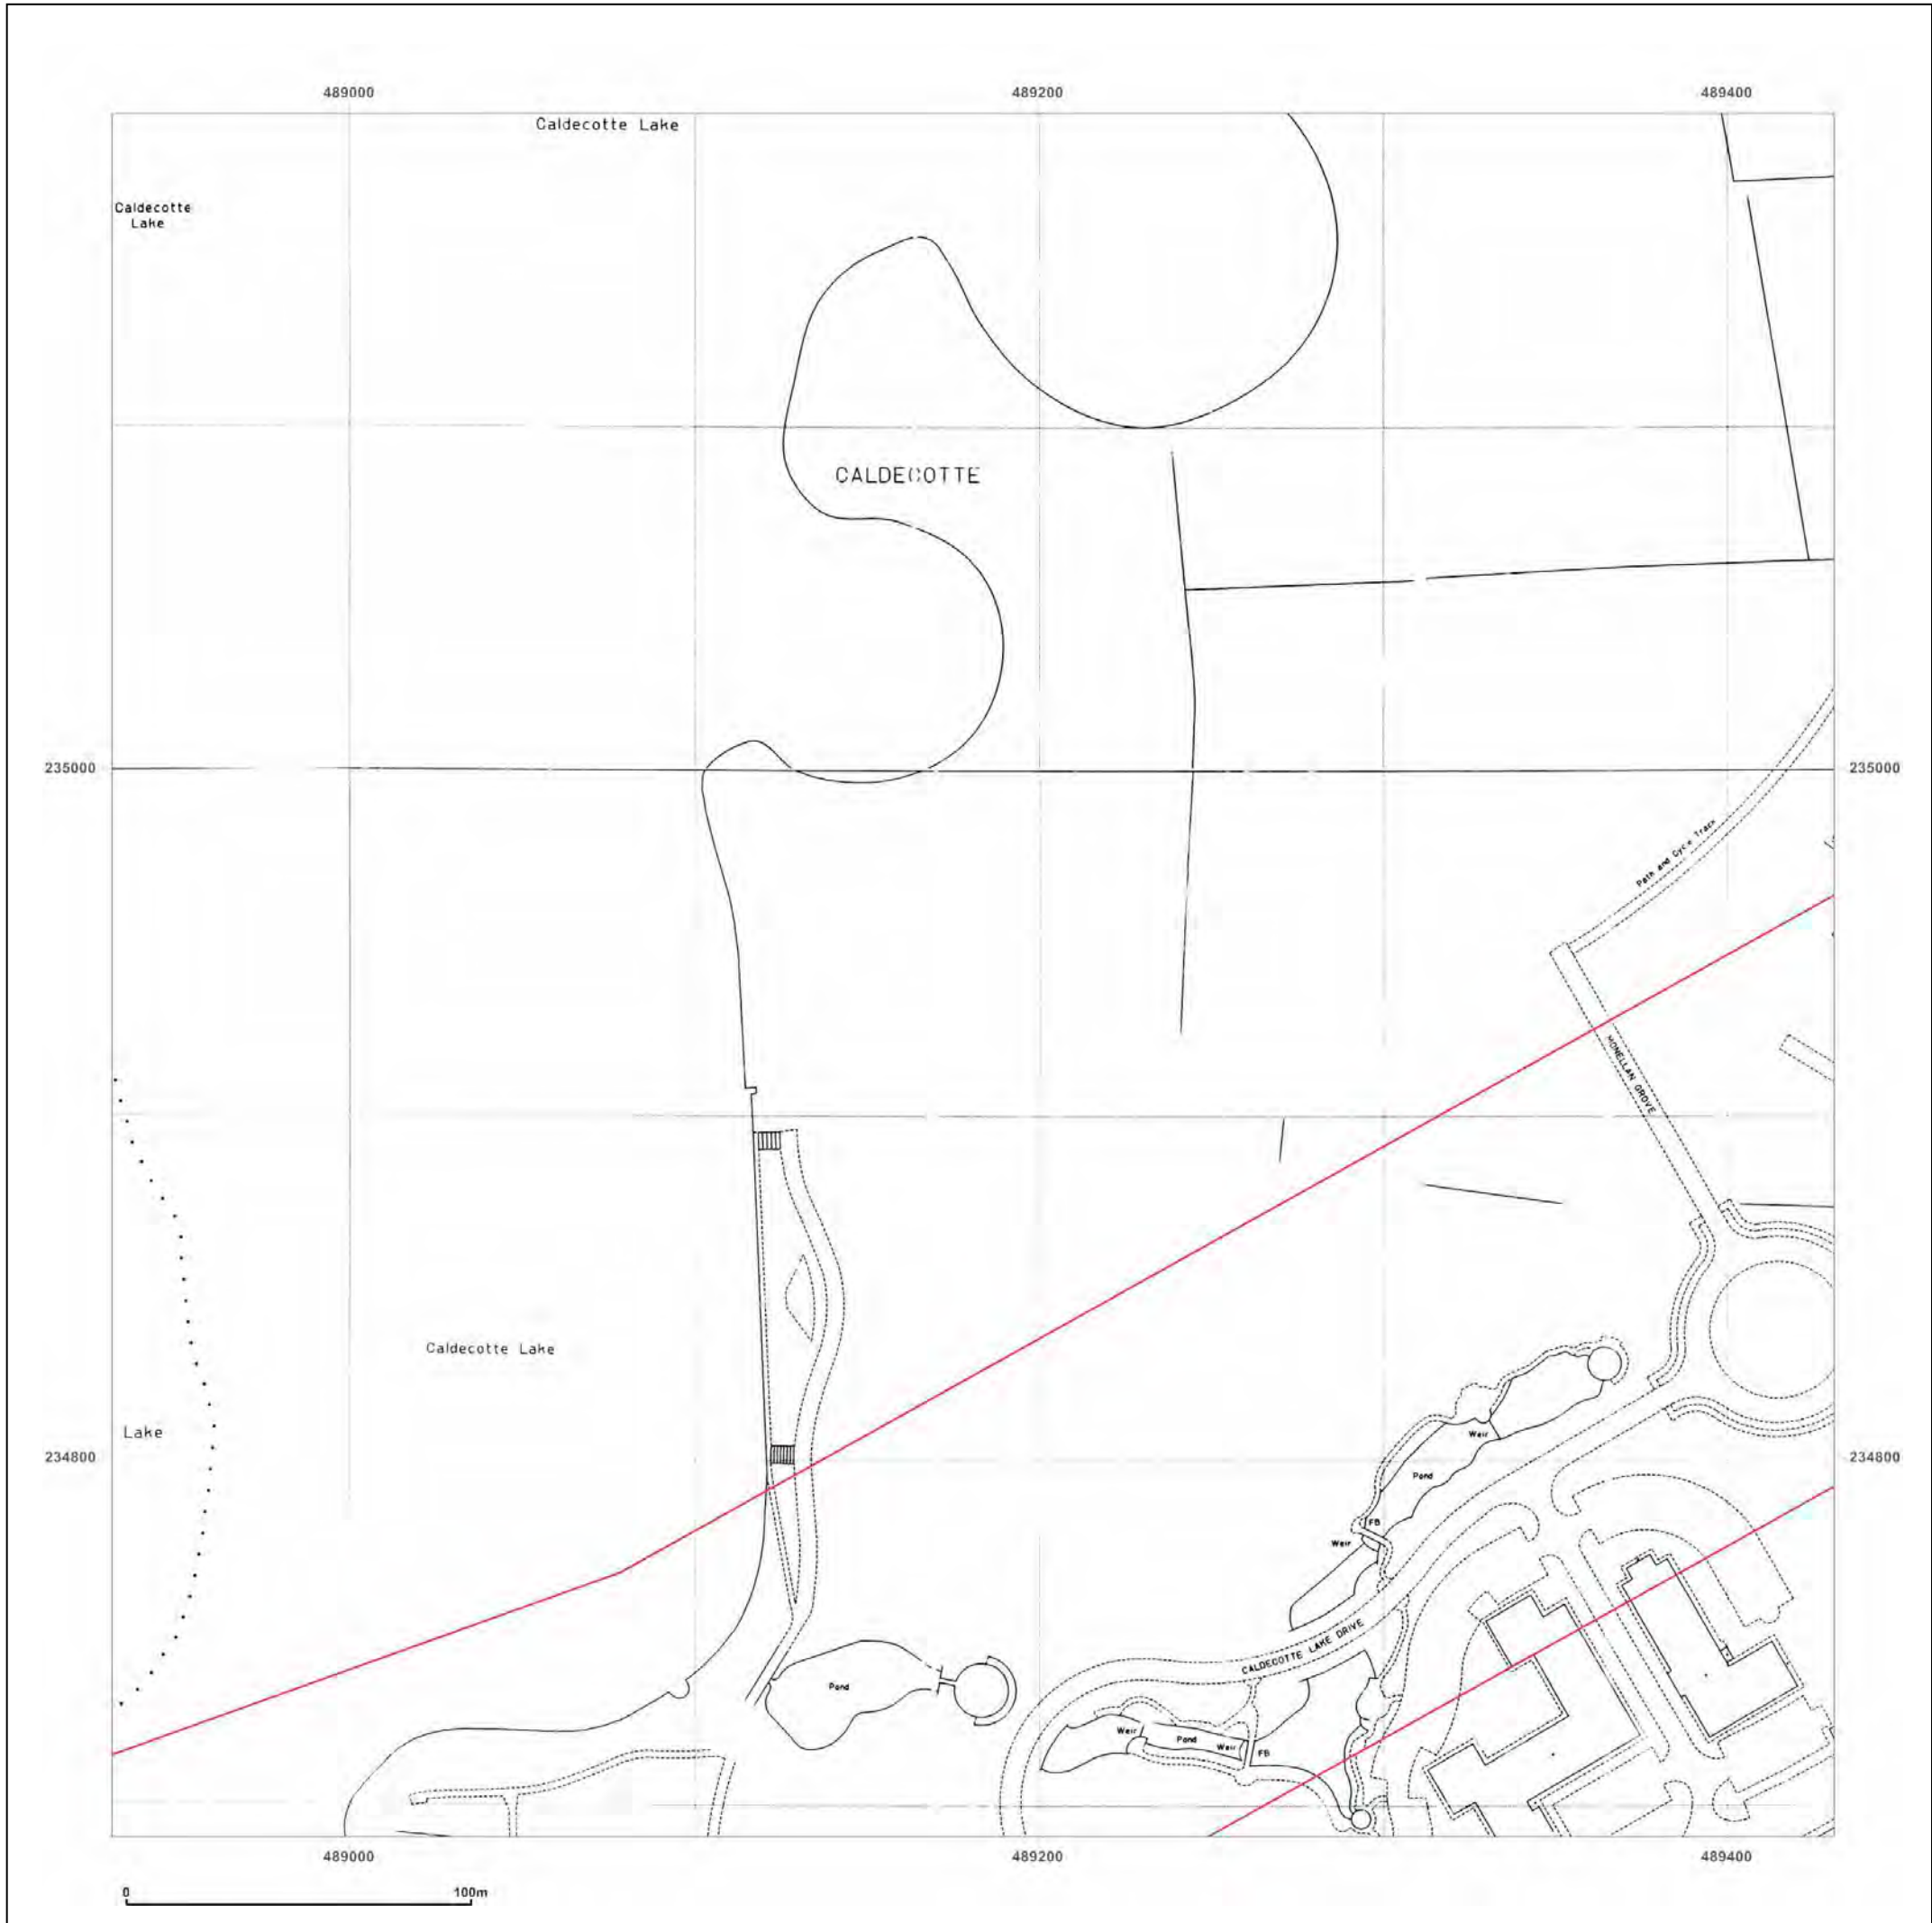 489000
489200
489400
Caldecotte Lake
Caldecotte
Lake
CALDECOTTE
235000
235000
Path and Cycle Track
MONELLAN GROVE
Caldecotte Lake
Lake
234800
234800
Weir
Pond
FB
Weir
CALDECOTTE LAKE DRIVE
Pond
Weir
Pond
Weir
FB
489000
489200
489400
0
100m